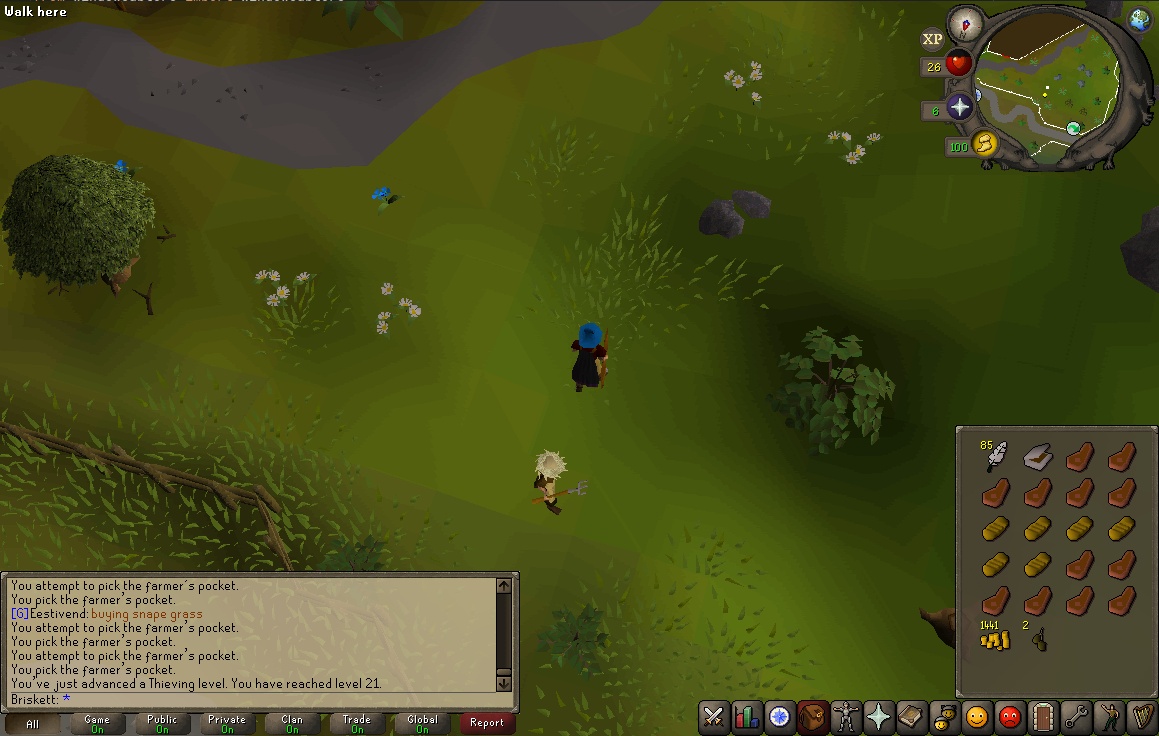 Walk here
XP
26
6
100
85
1441
2
You attempt to pick the farmer's pocket.
You pick the farmer's pocket.
[G]Eestivend: buying snape grass
You attempt to pick the farmer's pocket.
You pick the farmer's pocket.
You attempt to pick the farmer's pocket.
You pick the farmer's pocket.
You've just advanced a Thieving level. You have reached level 21.
Briskett: *
All
Game
On
Public
On
Private
On
Clan
On
Trade
On
Global
On
Report